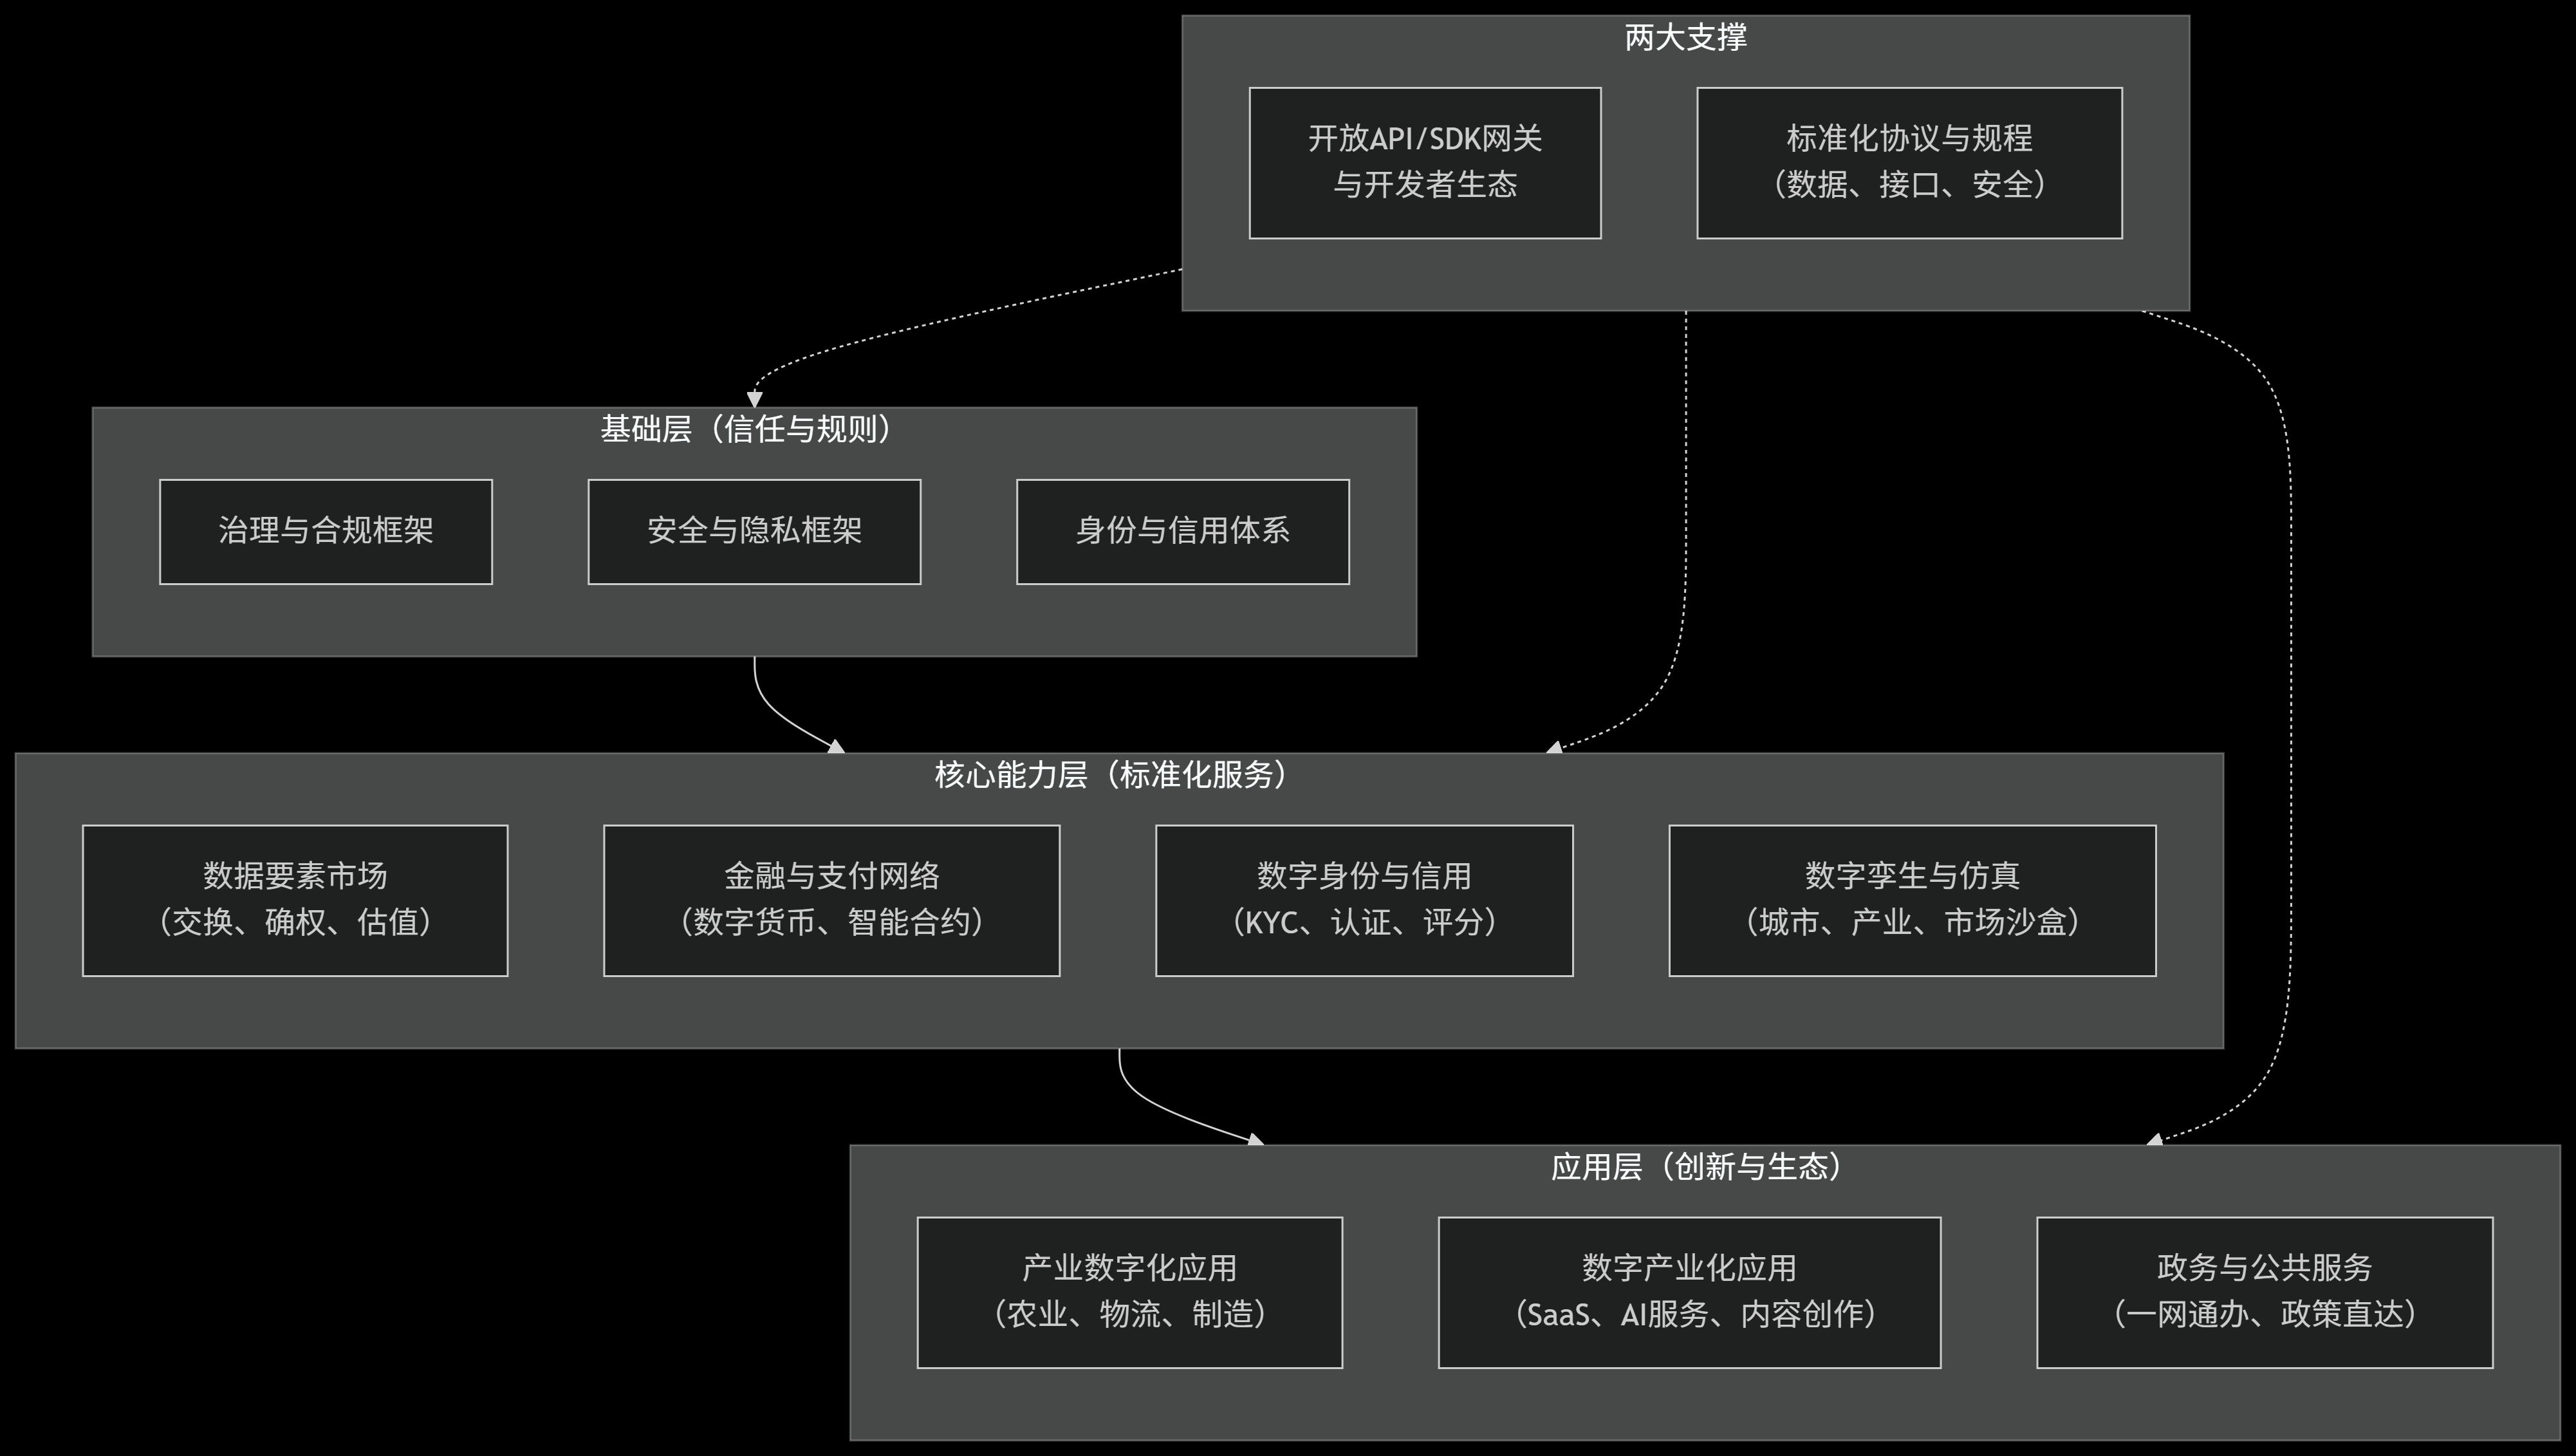 两大支撑
开放API/SDK网关
与开发者生态
标准化协议与规程
（数据、接口、安全）
基础层（信任与规则）
治理与合规框架
安全与隐私框架
身份与信用体系
核心能力层（标准化服务）
数据要素市场
（交换、确权、估值）
金融与支付网络
（数字货币、智能合约）
数字身份与信用
（KYC、认证、评分）
数字孪生与仿真
（城市、产业、市场沙盒）
应用层（创新与生态）
产业数字化应用
（农业、物流、制造）
数字产业化应用
（SaaS、AI服务、内容创作）
政务与公共服务
（一网通办、政策直达）